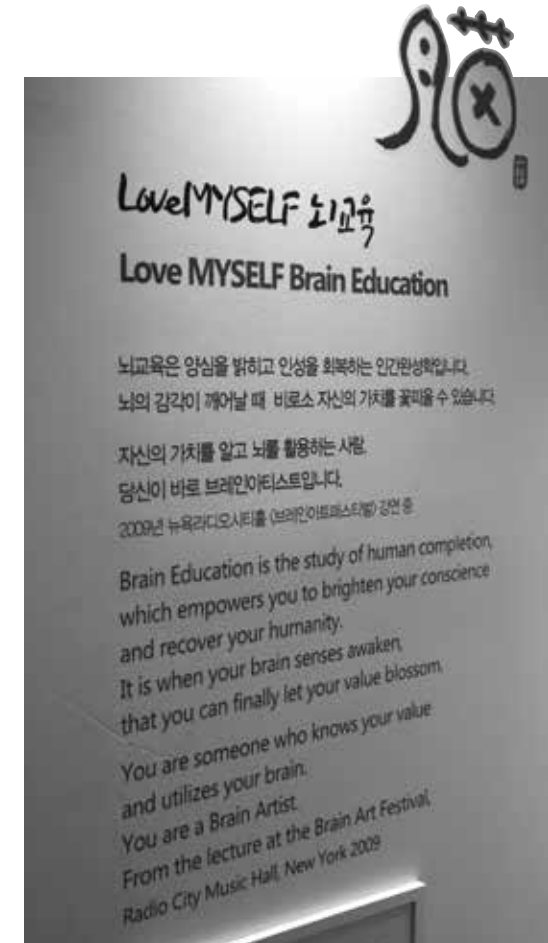 LoveMYSELF 뇌교육
Love MYSELF Brain Education
뇌교육은 양심을 밝히고 인성을 회복하는 인간완성학입니다.
뇌의 감각이 깨어날 때 비로소 자신의 가치를 꽃피울 수 있습니다.
자신의 가치를 알고 뇌를 활용하는 사람,
당신이 바로 브레인아티스트입니다.
2009년 뉴욕라디오시티홀 <브레인아트페스티벌> 강연 중
Brain Education is the study of human completion,
which empowers you to brighten your conscience
and recover your humanity.
It is when your brain senses awaken,
that you can finally let your value blossom.
You are someone who knows your value
and utilizes your brain.
You are a Brain Artist.
From the lecture at the Brain Art Festival,
Radio City Music Hall, New York 2009